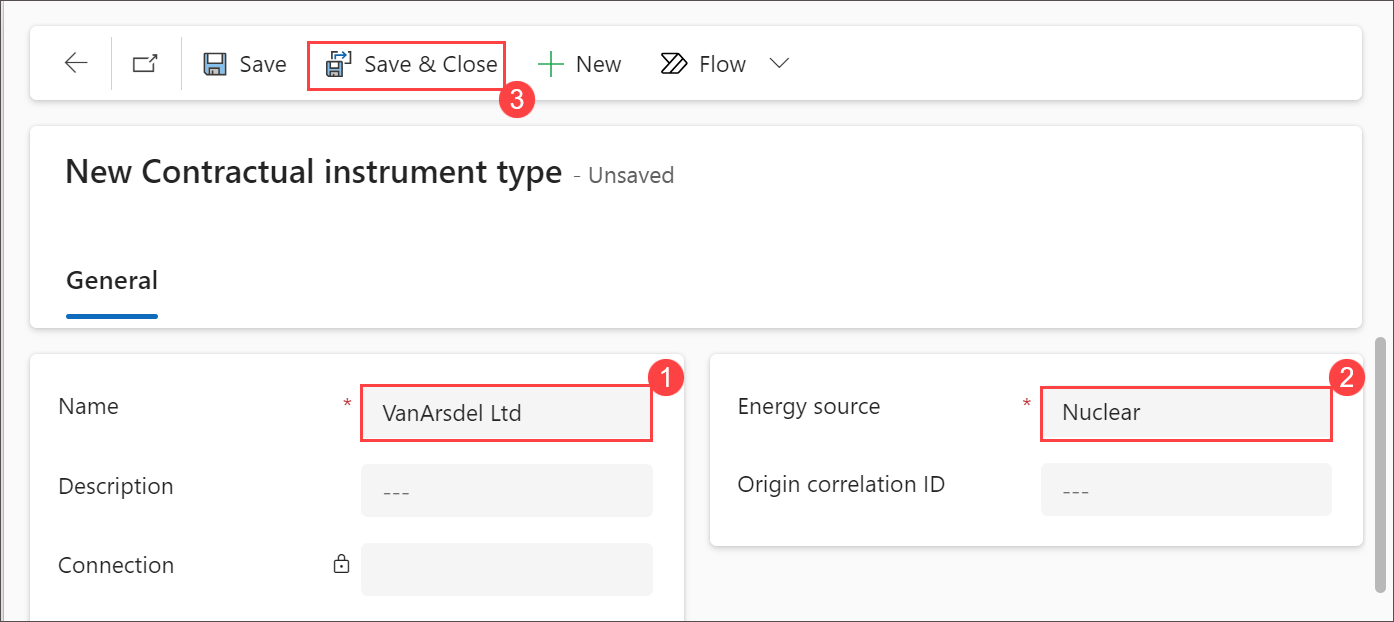 Save Save & Close New Flow
3
New Contractual instrument type - Unsaved
General
1
2
Name * VanArsdel Ltd
Energy source * Nuclear
Description ---
Origin correlation ID ---
Connection